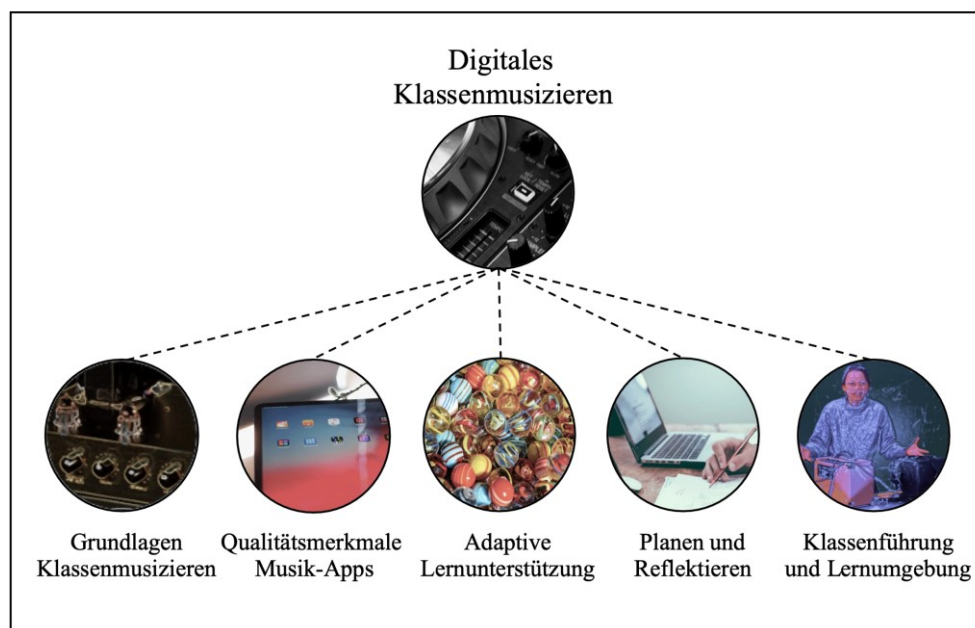 Digitales
Klassenmusizieren
Grundlagen
Klassenmusizieren
Qualitätsmerkmale
Musik-Apps
Adaptive
Lernunterstützung
Planen und
Reflektieren
Klassenführung
und Lernumgebung